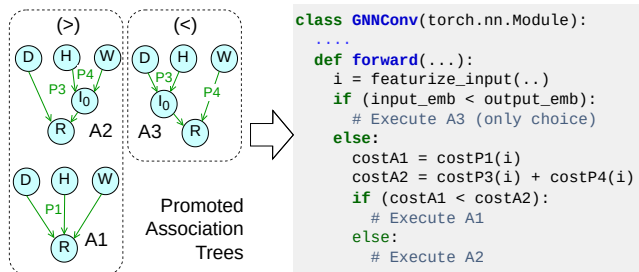 (>)
(<)
D H W
D H W
P3 P4
P3
P4
I0
I0
R A2
A3 R
D H W
P1
R A1
Promoted
Association
Trees
class GNNConv(torch.nn.Module):
....
def forward(...):
i = featurize_input(..)
if (input_emb < output_emb):
# Execute A3 (only choice)
else:
costA1 = costP1(i)
costA2 = costP3(i) + costP4(i)
if (costA1 < costA2):
# Execute A1
else:
# Execute A2